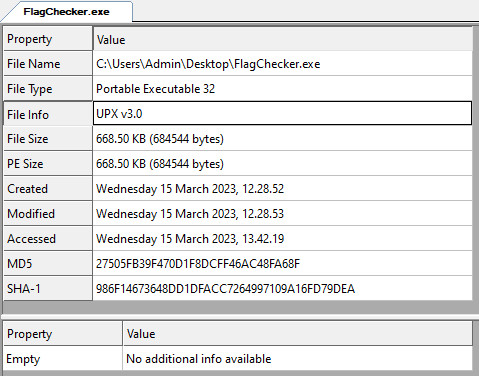 FlagChecker.exe
Property Value
File Name C:\Users\Admin\Desktop\FlagChecker.exe
File Type Portable Executable 32
File Info UPX v3.0
File Size 668.50 KB (684544 bytes)
PE Size 668.50 KB (684544 bytes)
Created Wednesday 15 March 2023, 12.28.52
Modified Wednesday 15 March 2023, 12.28.53
Accessed Wednesday 15 March 2023, 13.42.19
MD5 27505FB39F470D1F8DCFF46AC48FA68F
SHA-1 986F14673648DD1DFACC7264997109A16FD79DEA
Property Value
Empty No additional info available